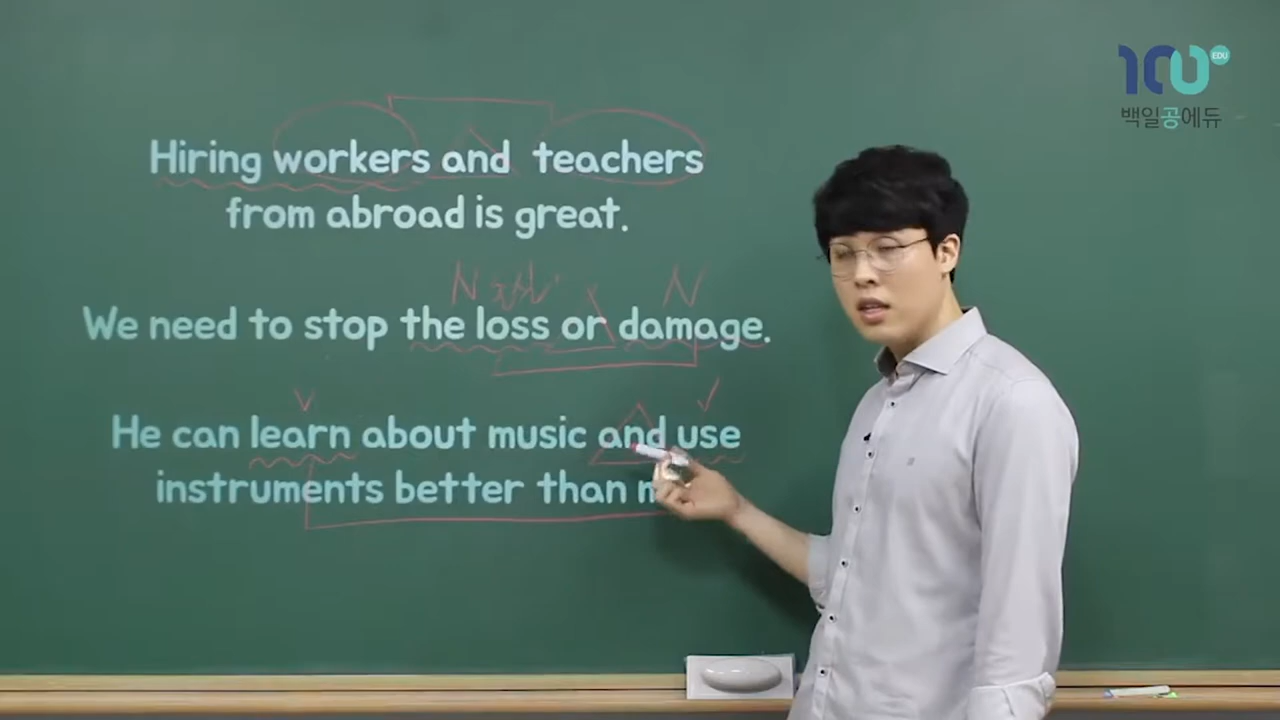 100
EDU
백일공에듀
Hiring workers and teachers
from abroad is great.
N N
We need to stop the loss or damage.
He can learn about music and use
instruments better than